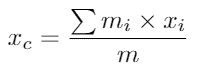 x_c = \frac{\sum m_i \times x_i}{m}